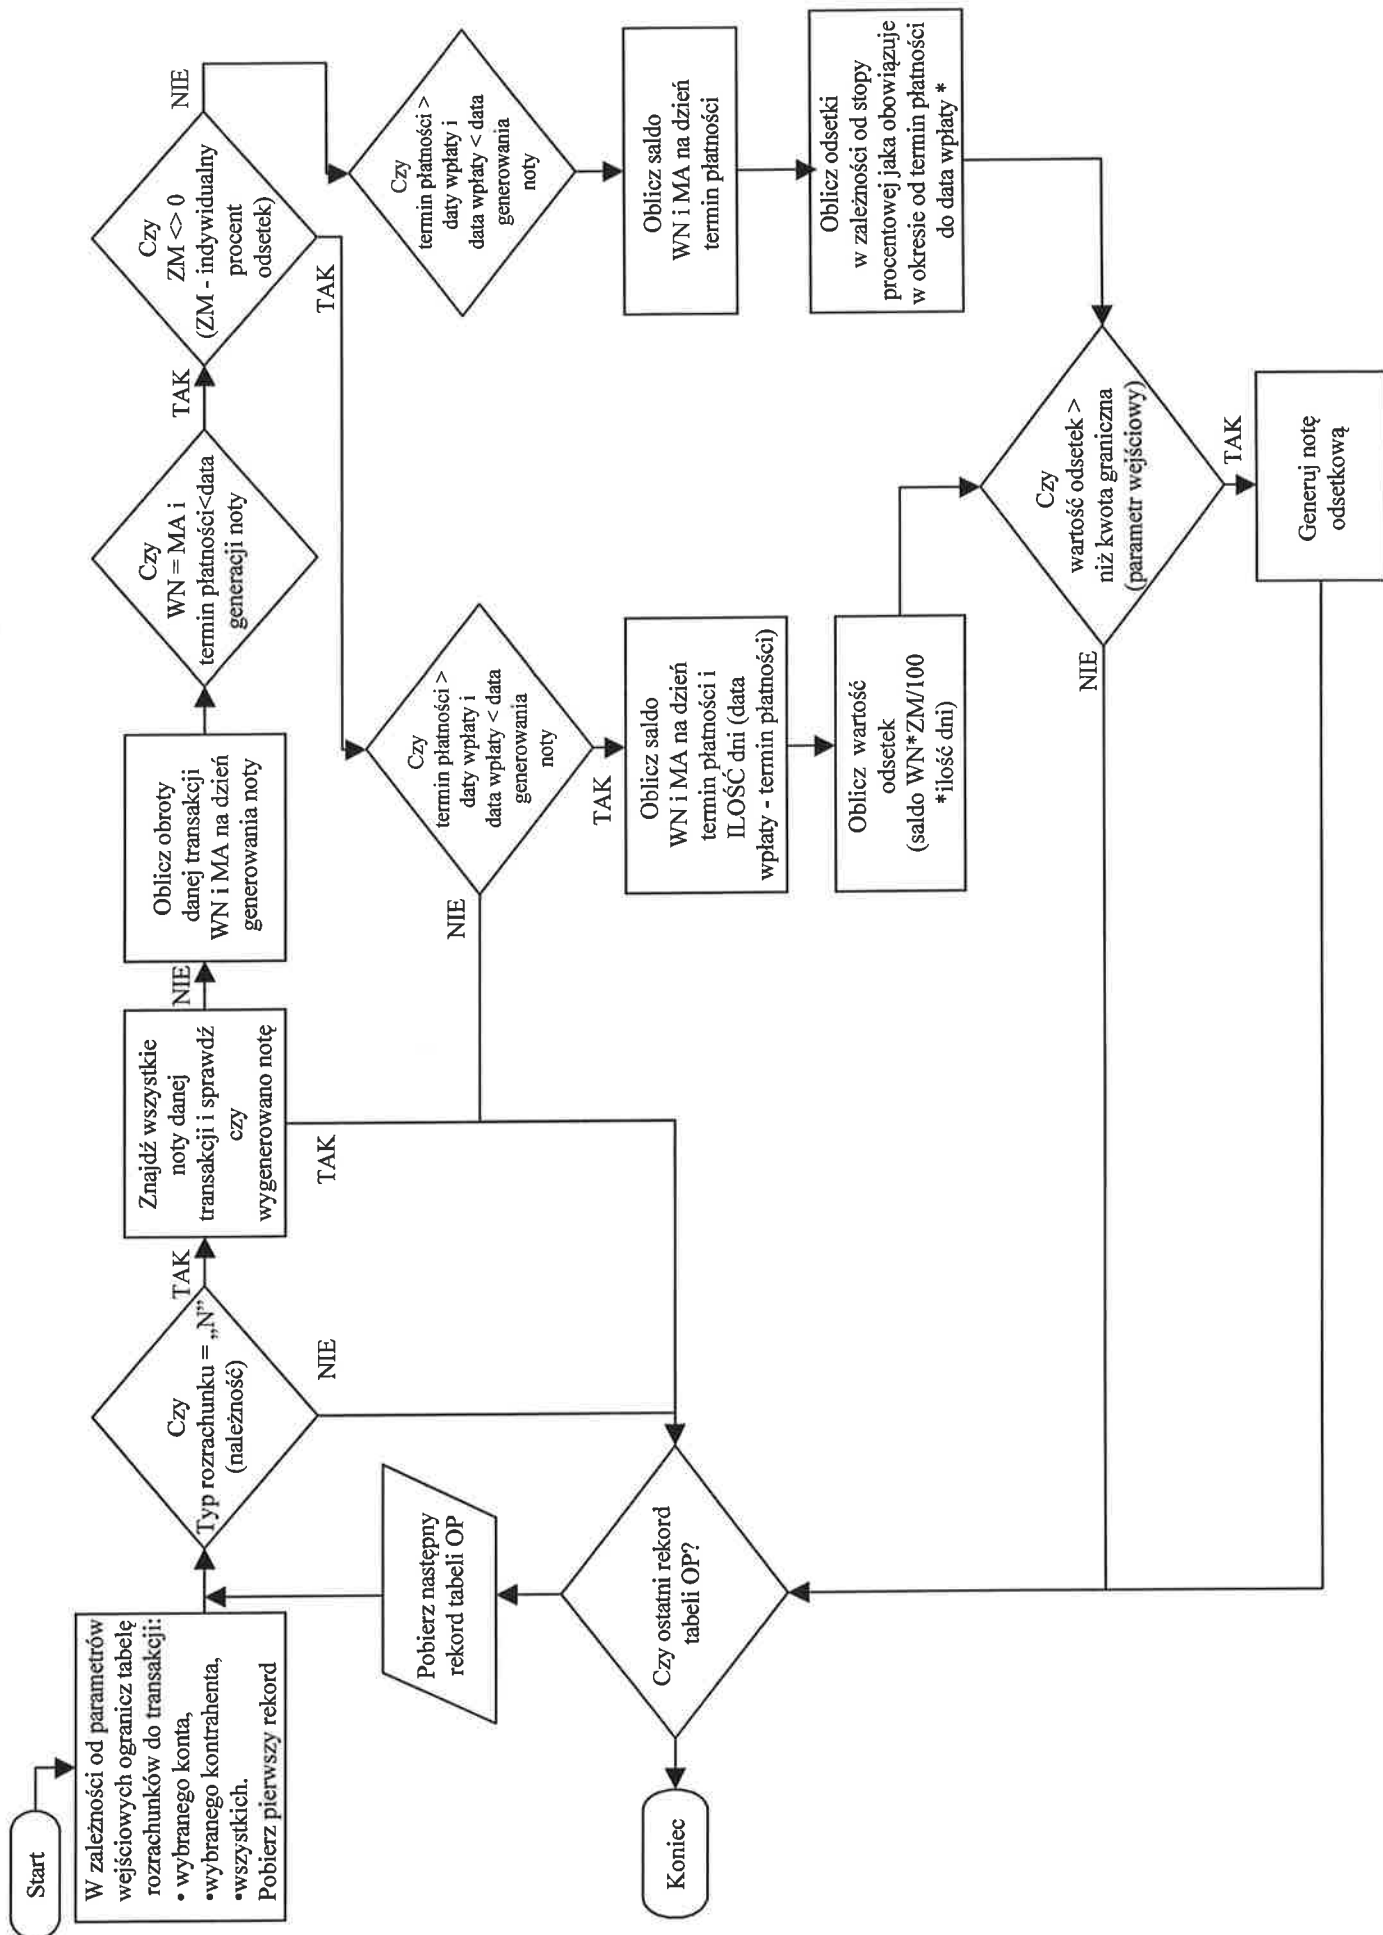 Start
W zależności od parametrów
wejściowych ogranicz tabelę
rozrachunków do transakcji:
• wybranego konta,
•wybranego kontrahenta,
•wszystkich.
Pobierz pierwszy rekord
Czy
Typ rozrachunku = „N”
(należność)
TAK
NIE
Znajdź wszystkie
noty danej
transakcji i sprawdź
czy
wygenerowano notę
NIE
TAK
Oblicz obroty
danej transakcji
WN i MA na dzień
generowania noty
Czy
WN = MA i
termin płatności<data
generacji noty
TAK
Czy
ZM <> 0
(ZM - indywidualny
procent
odsetek)
NIE
TAK
Czy
termin płatności >
daty wpłaty i
data wpłaty < data
generowania
noty
Oblicz saldo
WN i MA na dzień
termin płatności
Oblicz odsetki
w zależności od stopy
procentowej jaka obowiązuje
w okresie od termin płatności
do data wpłaty *
Czy
termin płatności >
daty wpłaty i
data wpłaty < data
generowania
noty
NIE
TAK
Oblicz saldo
WN i MA na dzień
termin płatności i
ILOŚĆ dni (data
wpłaty - termin płatności)
Oblicz wartość
odsetek
(saldo WN*ZM/100
*ilość dni)
Czy
wartość odsetek >
niż kwota graniczna
(parametr wejściowy)
NIE
TAK
Generuj notę
odsetkową
Pobierz następny
rekord tabeli OP
Czy ostatni rekord
tabeli OP?
Koniec